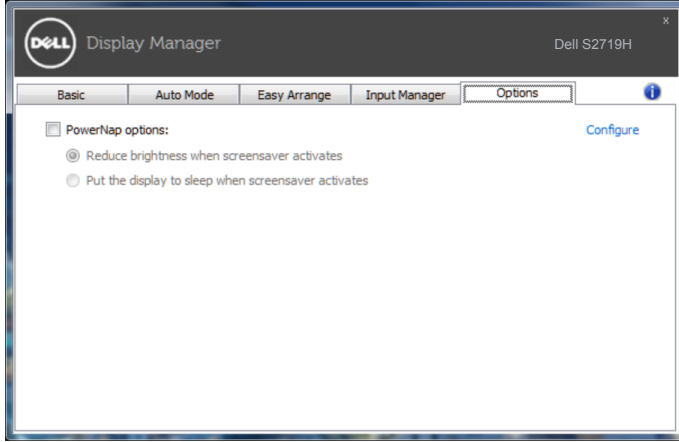 x
DELL Display Manager Dell S2719H
Basic Auto Mode Easy Arrange Input Manager Options i
PowerNap options: Configure
Reduce brightness when screensaver activates
Put the display to sleep when screensaver activates